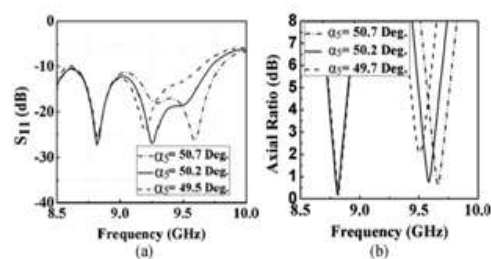 0
-10
-20
-30
-40
S11 (dB)
α5= 50.7 Deg.
α5= 50.2 Deg.
α5= 49.5 Deg.
8.5 9.0 9.5 10.0
Frequency (GHz)
(a)
8
7
6
5
4
3
2
1
0
Axial Ratio (dB)
α5= 50.7 Deg.
α5= 50.2 Deg.
α5= 49.7 Deg.
8.5 9.0 9.5 10.0
Frequency (GHz)
(b)